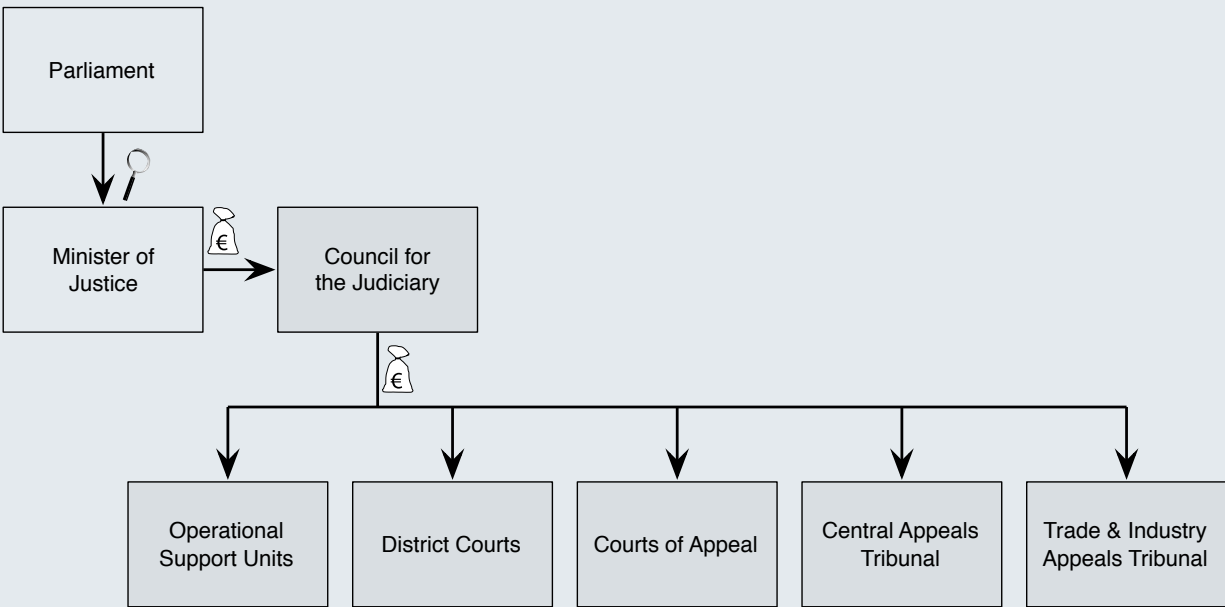 Parliament
Minister of
Justice
€
Council for
the Judiciary
€
Operational
Support Units
District Courts
Courts of Appeal
Central Appeals
Tribunal
Trade & Industry
Appeals Tribunal